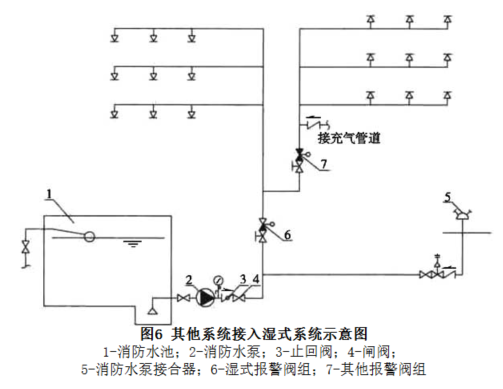 1
接充气管道
7
5
6
2
3
4
图6 其他系统接入湿式系统示意图
1-消防水池；2-消防水泵；3-止回阀；4-闸阀；
5-消防水泵接合器；6-湿式报警阀组；7-其他报警阀组